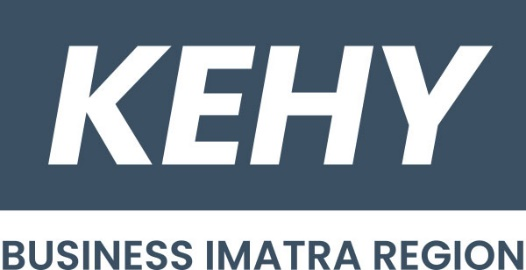 KEHY
BUSINESS IMATRA REGION